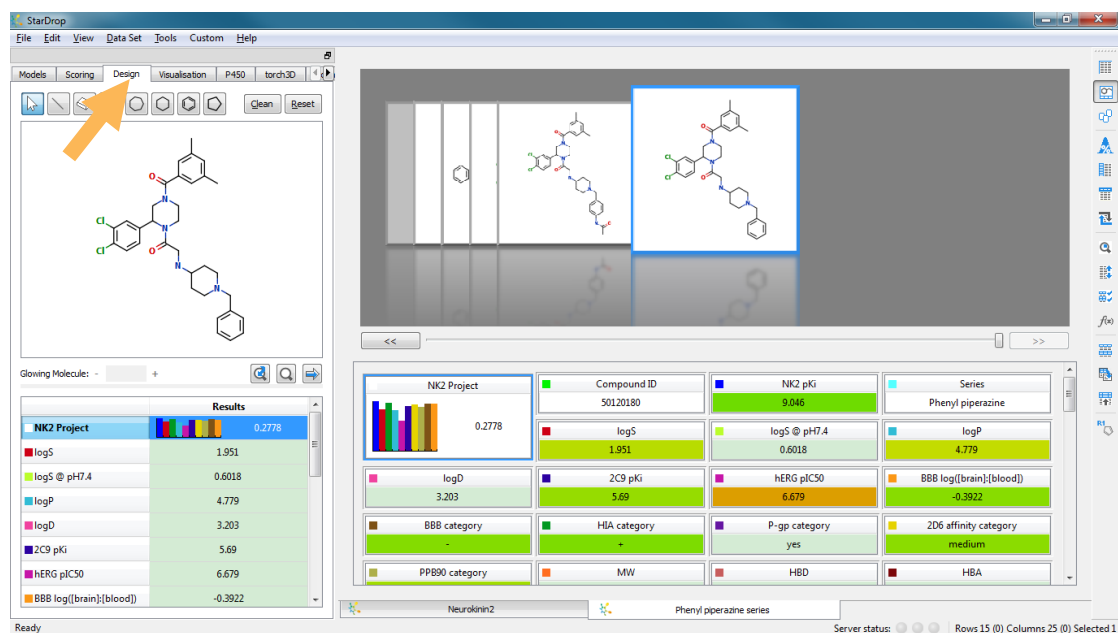 StarDrop
File Edit View Data Set Tools Custom Help
Models Scoring Design Visualisation P450 torch3D
Clean Reset
O
N
Cl
N
Cl
O
N
N
Glowing Molecule: - +
Results
NK2 Project 0.2778
logS 1.951
logS @ pH7.4 0.6018
logP 4.779
logD 3.203
2C9 pKi 5.69
hERG pIC50 6.679
BBB log([brain]:[blood]) -0.3922
<< >>
NK2 Project Compound ID NK2 pKi Series
0.2778 50120180 9.046 Phenyl piperazine
logS logS @ pH7.4 logP
1.951 0.6018 4.779
logD 2C9 pKi hERG pIC50 BBB log([brain]:[blood])
3.203 5.69 6.679 -0.3922
BBB category HIA category P-gp category 2D6 affinity category
- + yes medium
PPB90 category MW HBD HBA
Neurokinin2 Phenyl piperazine series
f(x)
R1
Ready Server status: Rows 15 (0) Columns 25 (0) Selected 1